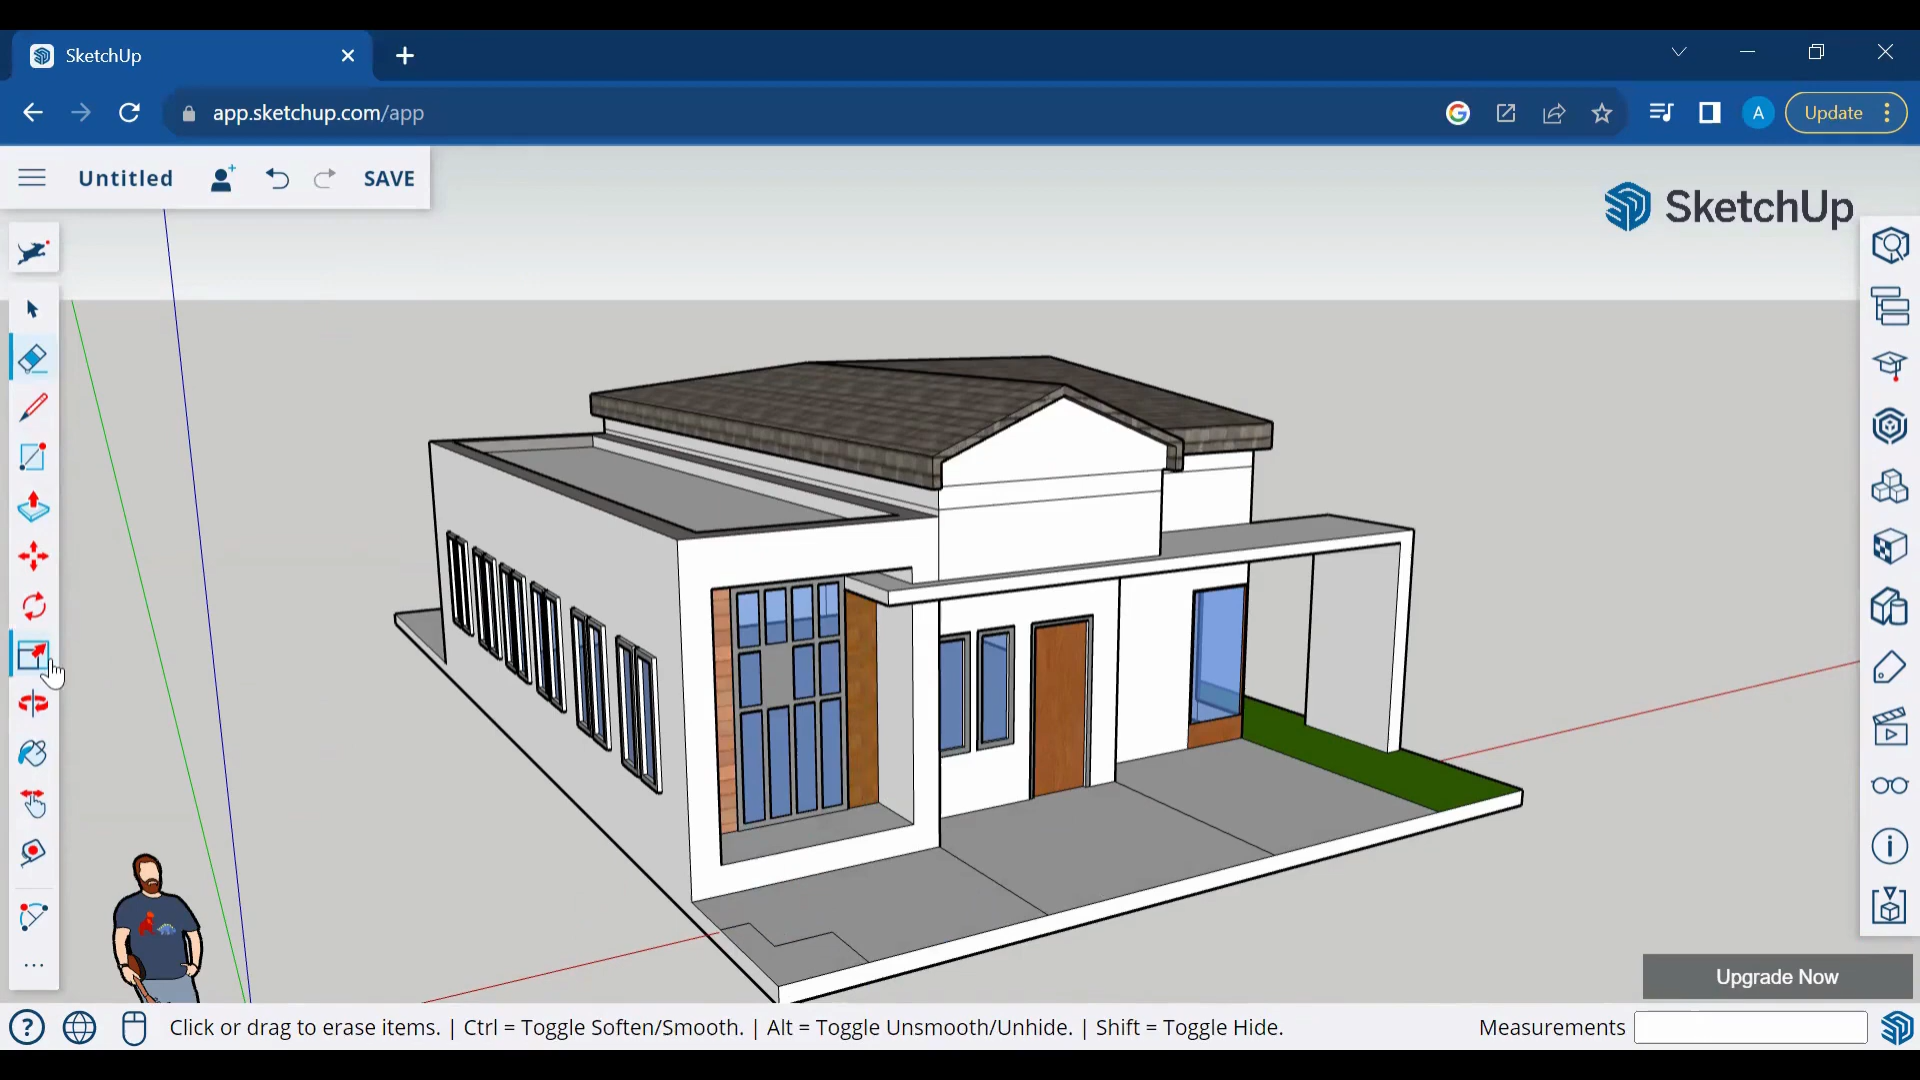 SketchUp
app.sketchup.com/app
A
Update
Untitled
SAVE
SketchUp
Upgrade Now
Click or drag to erase items. | Ctrl = Toggle Soften/Smooth. | Alt = Toggle Unsmooth/Unhide. | Shift = Toggle Hide.
Measurements